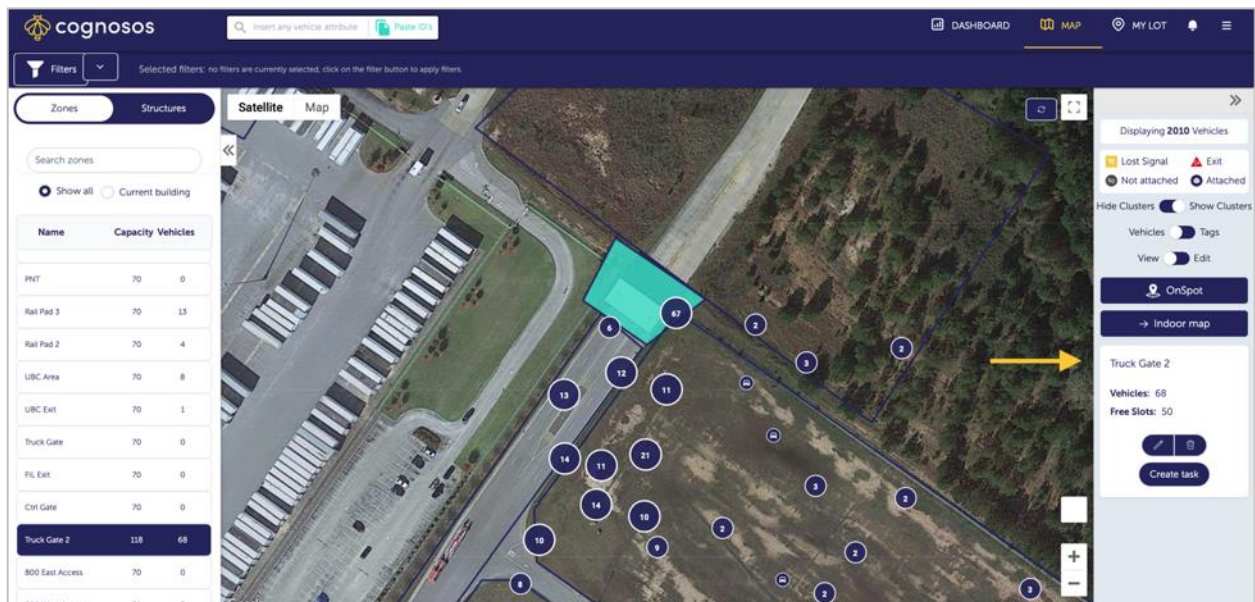 cognosos
Insert any vehicle attribute
Paste ID's
DASHBOARD
MAP
MY LOT
Filters
Selected filters: no filters are currently selected, click on the filter button to apply filters.
Zones
Structures
Search zones
Show all
Current building
Name Capacity Vehicles
PNT 70 0
Rail Pad 3 70 13
Rail Pad 2 70 4
UBC Area 70 8
UBC Exit 70 1
Truck Gate 70 0
FIL Exit 70 0
Ctrl Gate 70 0
Truck Gate 2 118 68
800 East Access 70 0
Satellite Map
67
6
2
3
2
12
13
11
14
11
21
3
2
14
10
2
10
9
2
8
2
3
Displaying 2010 Vehicles
Lost Signal
Exit
Not attached
Attached
Hide Clusters
Show Clusters
Vehicles
Tags
View
Edit
OnSpot
→ Indoor map
Truck Gate 2
Vehicles: 68
Free Slots: 50
Create task
+
−